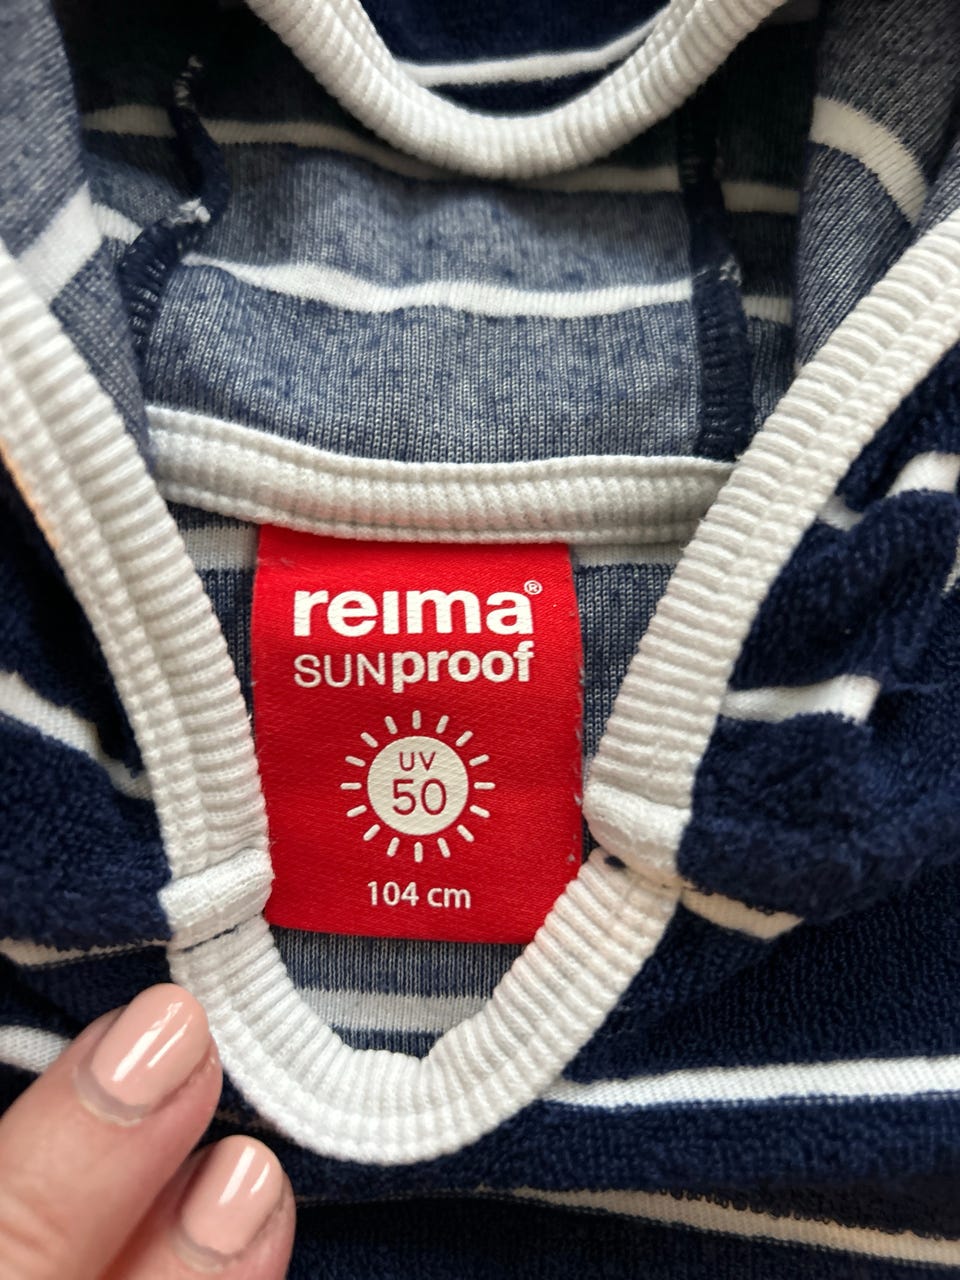 reima®
SUNproof
UV
50
104 cm